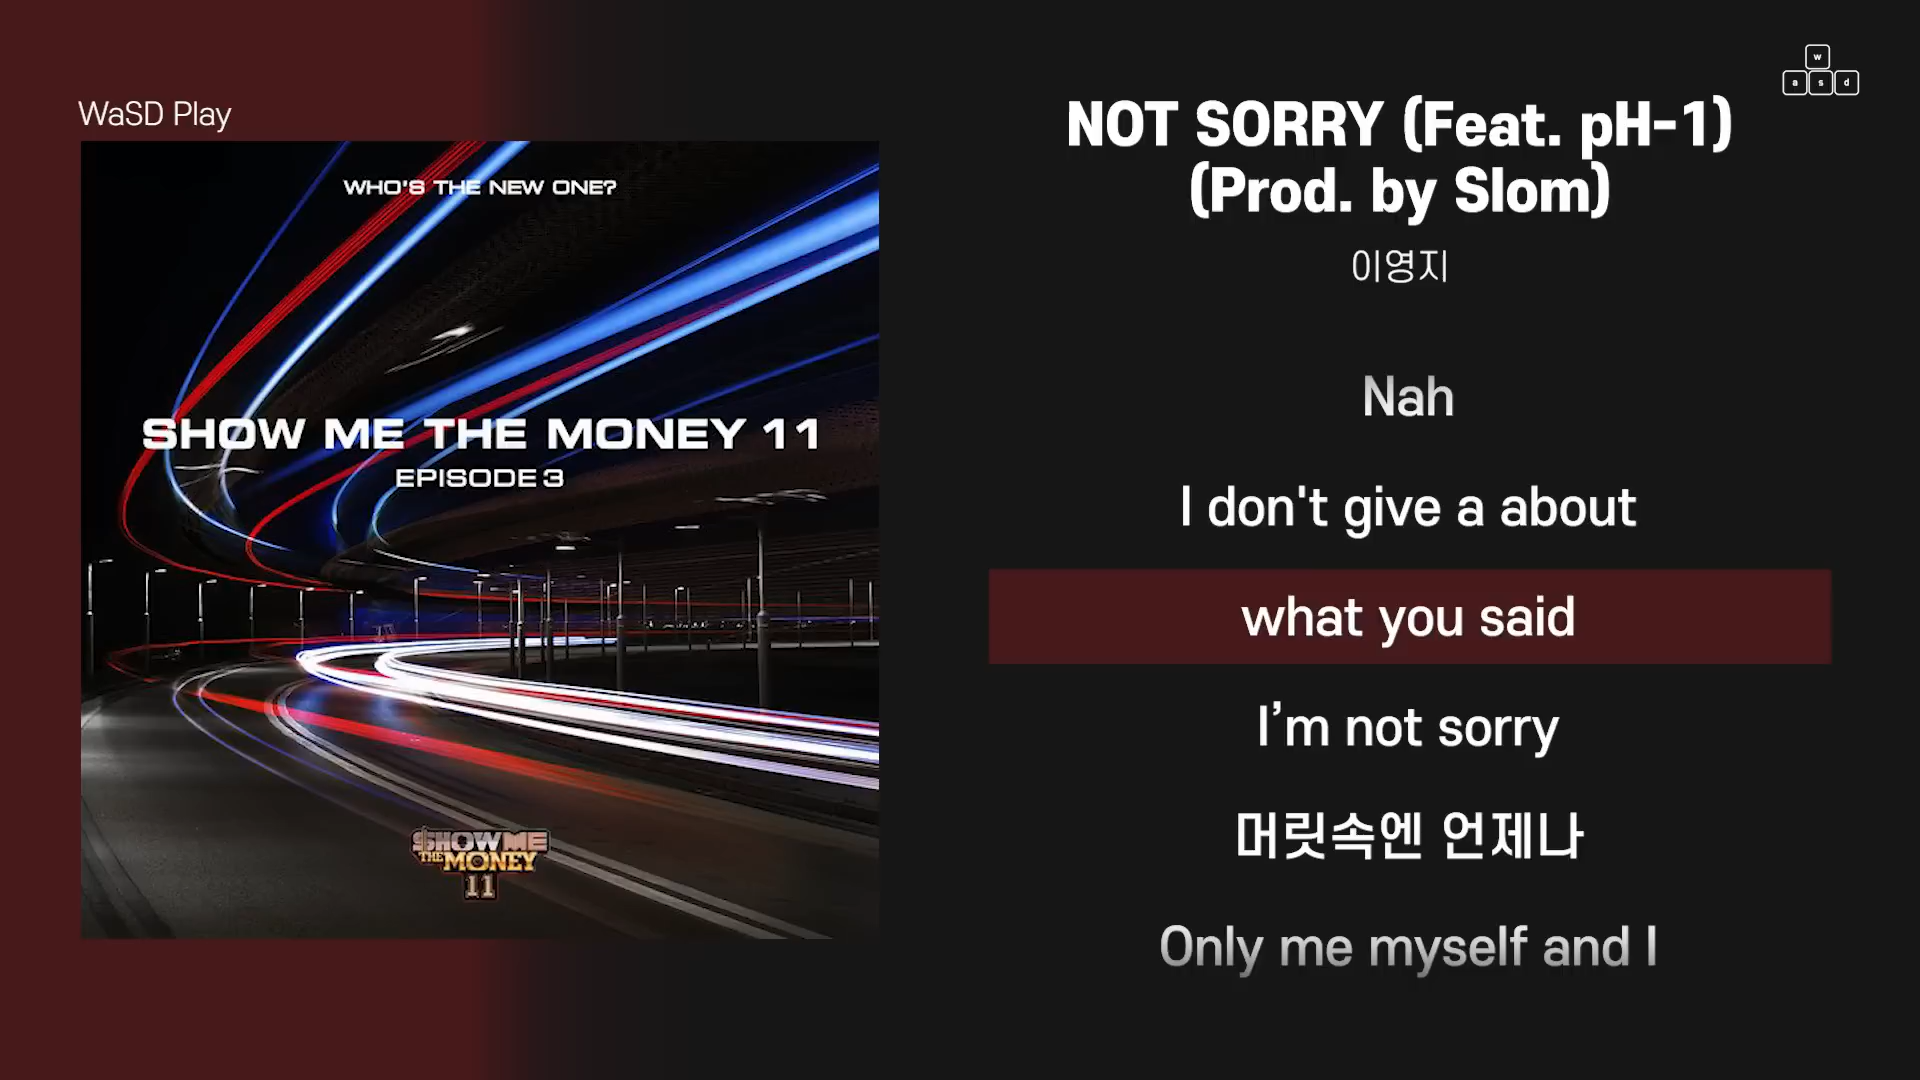 WaSD Play
WHO'S THE NEW ONE?
SHOW ME THE MONEY 11
EPISODE 3
SHOW ME
THE MONEY
11
w
a s d
NOT SORRY (Feat. pH-1)
(Prod. by Slom)
이영지
Nah
I don't give a about
what you said
I’m not sorry
머릿속엔 언제나
Only me myself and I